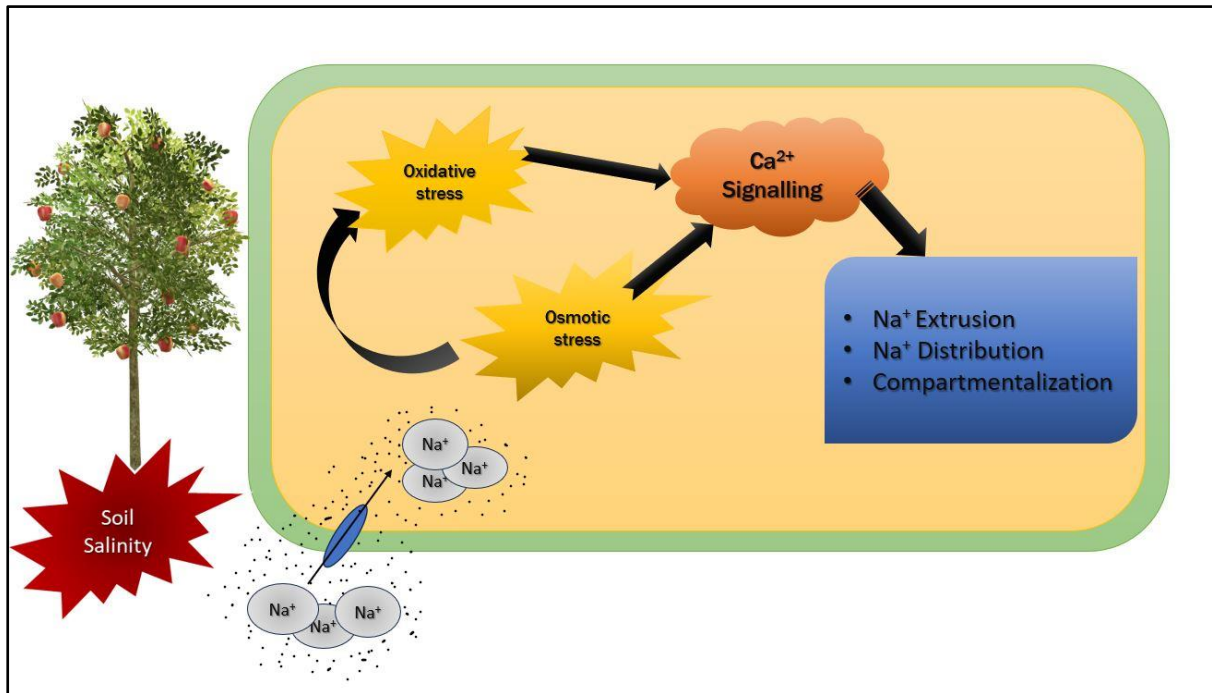 Oxidative
stress
Ca²⁺
Signalling
Osmotic
stress
• Na⁺ Extrusion
• Na⁺ Distribution
• Compartmentalization
Na⁺
Na⁺
Na⁺
Soil
Salinity
Na⁺
Na⁺
Na⁺